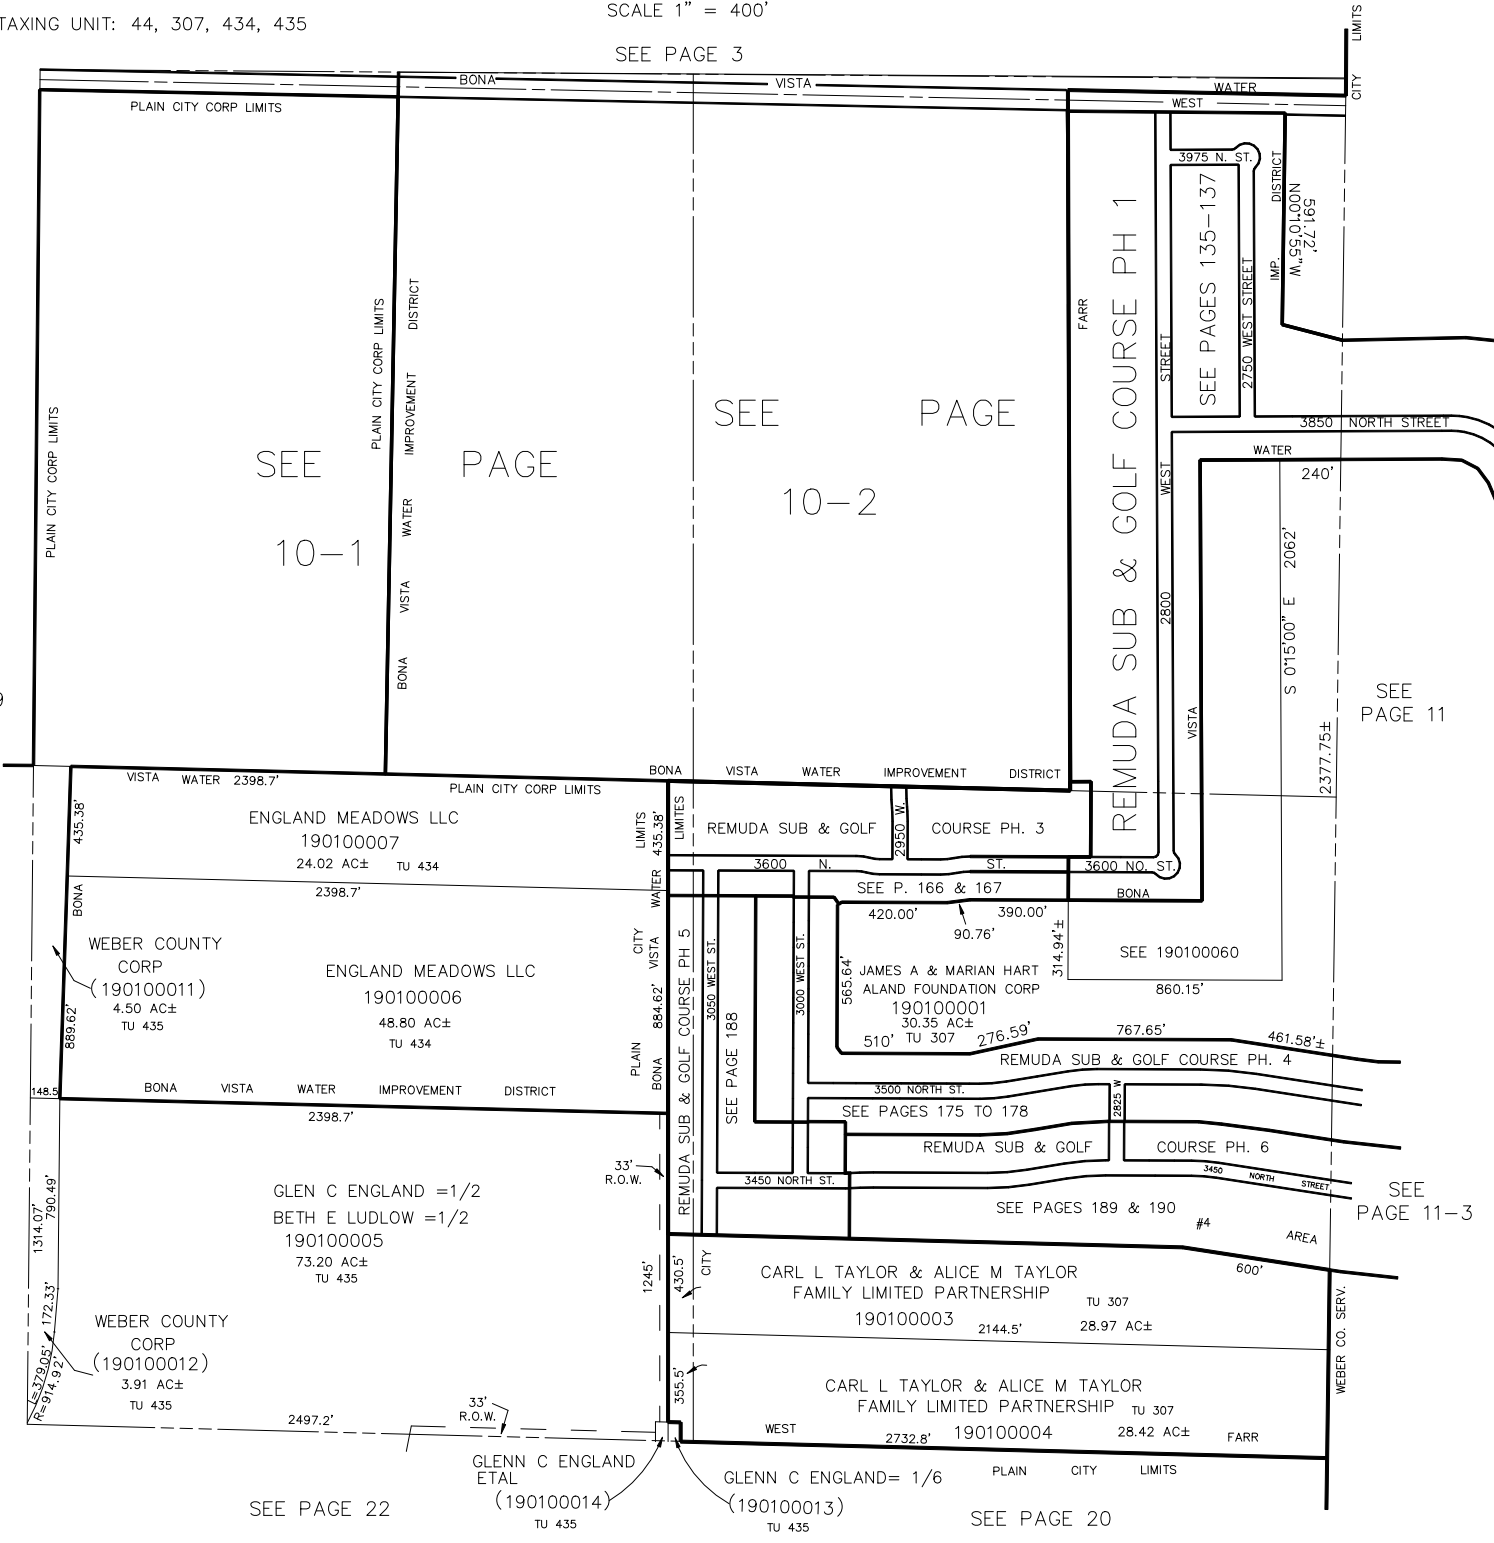 TAXING UNIT: 44, 307, 434, 435
SCALE 1" = 400'
SEE PAGE 3
CITY LIMITS
BONA VISTA WATER
PLAIN CITY CORP LIMITS
WEST
3975 N. ST.
IMP. DISTRICT
591.72'
N00°10'55"W
SEE PAGES 135-137
2750 WEST STREET
REMUDA SUB & GOLF COURSE PH 1
FARR
2800 WEST STREET
PLAIN CITY CORP LIMITS
PLAIN CITY CORP LIMITS
BONA VISTA WATER IMPROVEMENT DISTRICT
SEE PAGE
10-1
SEE PAGE
10-2
3850 NORTH STREET
WATER
240'
S 0°15'00" E 2062'
VISTA
SEE
PAGE 11
2377.75±
9
VISTA WATER 2398.7'
PLAIN CITY CORP LIMITS
BONA VISTA WATER IMPROVEMENT DISTRICT
435.38'
ENGLAND MEADOWS LLC
190100007
24.02 AC± TU 434
LIMITS
435.38'
LIMITES
REMUDA SUB & GOLF COURSE PH. 3
2950 W.
3600 N. ST.
3600 NO. ST.
2398.7'
SEE P. 166 & 167
BONA
420.00'
390.00'
90.76'
BONA
WATER
WEBER COUNTY
CORP
(190100011)
4.50 AC±
TU 435
889.62'
ENGLAND MEADOWS LLC
190100006
48.80 AC±
TU 434
PLAIN CITY
BONA VISTA
884.62'
REMUDA SUB & GOLF COURSE PH 5
3050 WEST ST.
SEE PAGE 188
3000 WEST ST.
565.64'
JAMES A & MARIAN HART
ALAND FOUNDATION CORP
190100001
30.35 AC±
TU 307
314.94'±
SEE 190100060
860.15'
510'
276.59'
767.65'
461.58'±
REMUDA SUB & GOLF COURSE PH. 4
3500 NORTH ST.
2825 W
SEE PAGES 175 TO 178
REMUDA SUB & GOLF COURSE PH. 6
148.5
BONA VISTA WATER IMPROVEMENT DISTRICT
2398.7'
33'
R.O.W.
3450 NORTH ST.
3450 NORTH STREET
SEE PAGES 189 & 190
#4 AREA
SEE
PAGE 11-3
1314.07'
790.49'
GLEN C ENGLAND =1/2
BETH E LUDLOW =1/2
190100005
73.20 AC±
TU 435
1245'
430.5'
CITY
600'
CARL L TAYLOR & ALICE M TAYLOR
FAMILY LIMITED PARTNERSHIP
TU 307
190100003
2144.5'
28.97 AC±
172.33'
WEBER COUNTY
CORP
(190100012)
3.91 AC±
TU 435
L=379.05'
R=914.92'
355.5'
WEBER CO. SERV.
CARL L TAYLOR & ALICE M TAYLOR
FAMILY LIMITED PARTNERSHIP TU 307
190100004
28.42 AC±
WEST
2732.8'
FARR
2497.2'
33'
R.O.W.
GLENN C ENGLAND
ETAL
(190100014)
TU 435
GLENN C ENGLAND= 1/6
(190100013)
TU 435
PLAIN CITY LIMITS
SEE PAGE 22
SEE PAGE 20